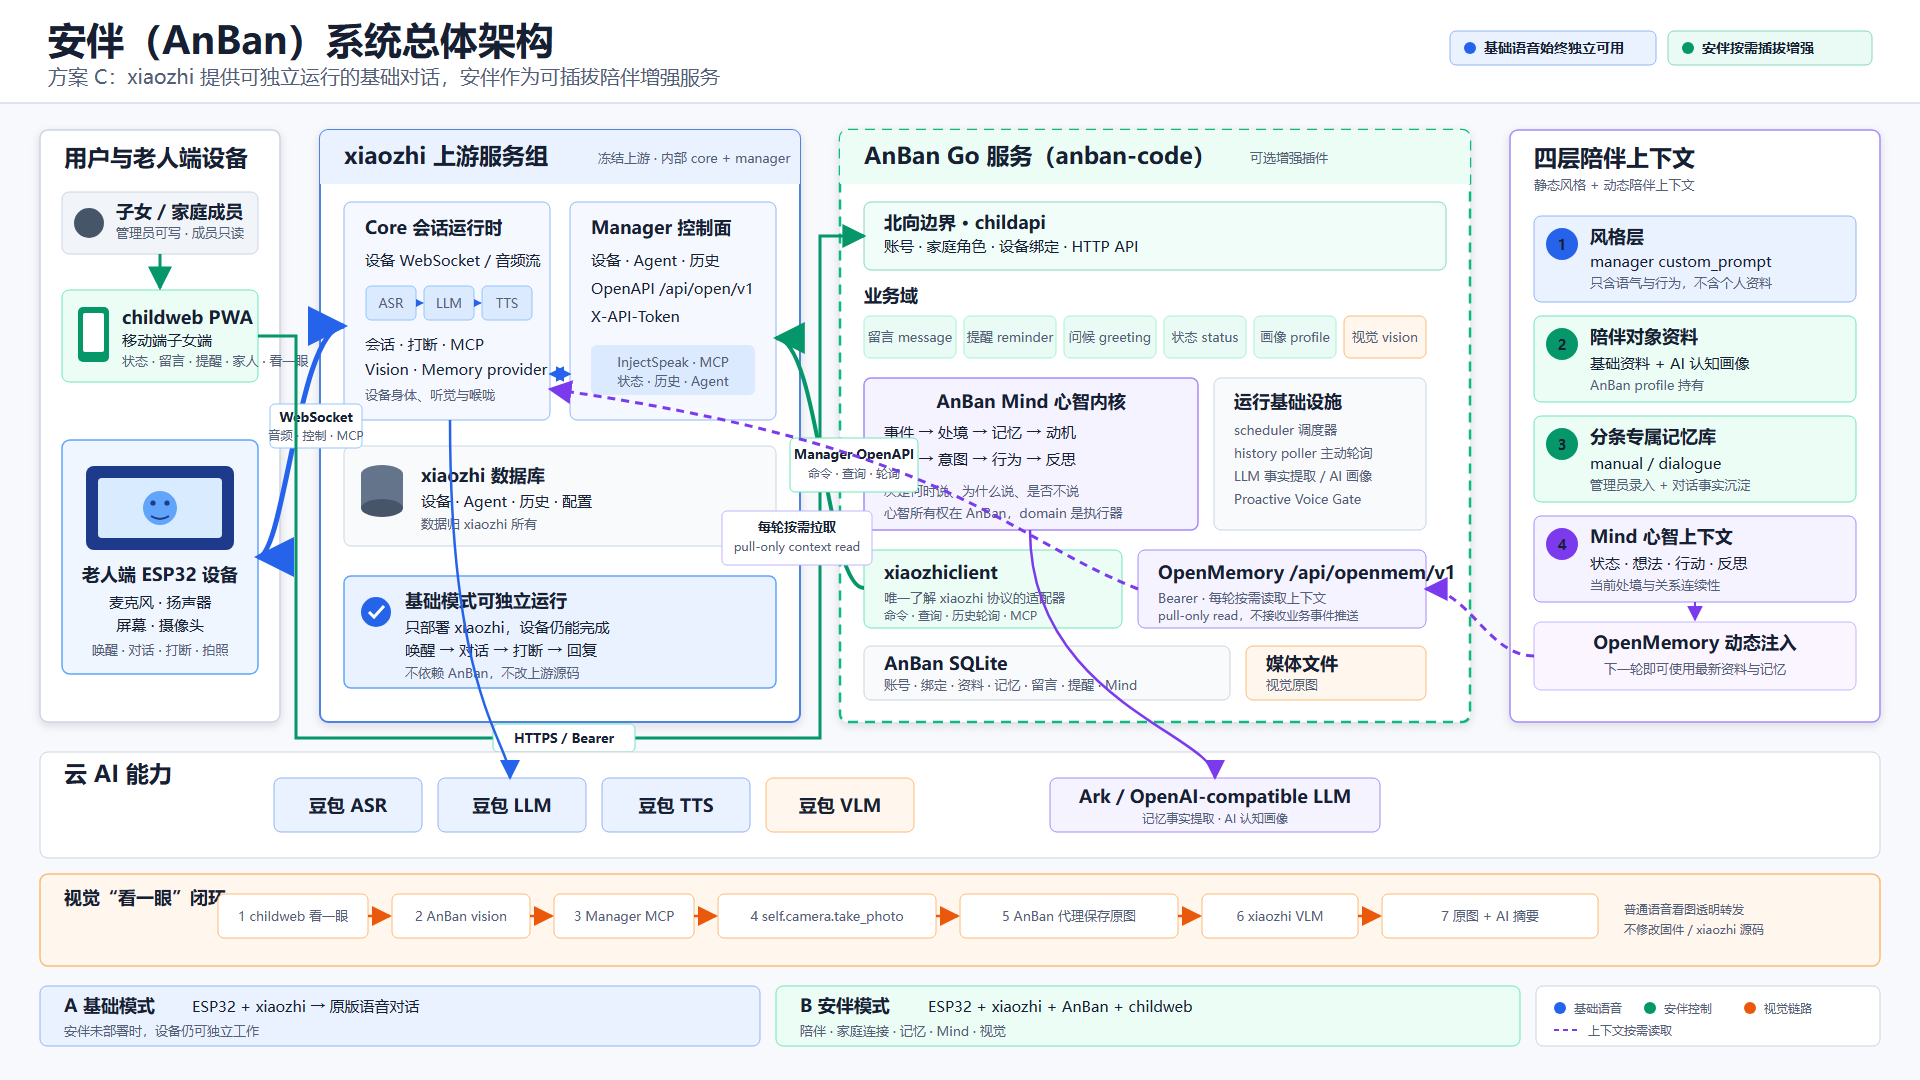 安伴（AnBan）系统总体架构
方案 C：xiaozhi 提供可独立运行的基础对话，安伴作为可插拔陪伴增强服务
基础语音始终独立可用
安伴按需插拔增强
用户与老人端设备
子女 / 家庭成员
管理员可写 · 成员只读
childweb PWA
移动端子女端
状态 · 留言 · 提醒 · 家人 · 看一眼
WebSocket
音频 · 控制 · MCP
老人端 ESP32 设备
麦克风 · 扬声器
屏幕 · 摄像头
唤醒 · 对话 · 打断 · 拍照
xiaozhi 上游服务组
冻结上游 · 内部 core + manager
Core 会话运行时
设备 WebSocket / 音频流
ASR
LLM
TTS
会话 · 打断 · MCP
Vision · Memory provider
设备身体、听觉与喉咙
Manager 控制面
设备 · Agent · 历史
OpenAPI /api/open/v1
X-API-Token
InjectSpeak · MCP
状态 · 历史 · Agent
xiaozhi 数据库
设备 · Agent · 历史 · 配置
数据归 xiaozhi 所有
基础模式可独立运行
只部署 xiaozhi，设备仍能完成
唤醒 → 对话 → 打断 → 回复
不依赖 AnBan，不改上游源码
Manager OpenAPI
命令 · 查询 · 轮询
每轮按需拉取
pull-only context read
HTTPS / Bearer
AnBan Go 服务（anban-code）
可选增强插件
北向边界 · childapi
账号 · 家庭角色 · 设备绑定 · HTTP API
业务域
留言 message
提醒 reminder
问候 greeting
状态 status
画像 profile
视觉 vision
AnBan Mind 心智内核
事件 → 处境 → 记忆 → 动机
→ 意图 → 行为 → 反思
决定何时说、为什么说、是否不说
心智所有权在 AnBan，domain 是执行器
运行基础设施
scheduler 调度器
history poller 主动轮询
LLM 事实提取 / AI 画像
Proactive Voice Gate
xiaozhiclient
唯一了解 xiaozhi 协议的适配器
命令 · 查询 · 历史轮询 · MCP
OpenMemory /api/openmem/v1
Bearer · 每轮按需读取上下文
pull-only read，不接收业务事件推送
AnBan SQLite
账号 · 绑定 · 资料 · 记忆 · 留言 · 提醒 · Mind
媒体文件
视觉原图
四层陪伴上下文
静态风格 + 动态陪伴上下文
1
风格层
manager custom_prompt
只含语气与行为，不含个人资料
2
陪伴对象资料
基础资料 + AI 认知画像
AnBan profile 持有
3
分条专属记忆库
manual / dialogue
管理员录入 + 对话事实沉淀
4
Mind 心智上下文
状态 · 想法 · 行动 · 反思
当前处境与关系连续性
OpenMemory 动态注入
下一轮即可使用最新资料与记忆
云 AI 能力
豆包 ASR
豆包 LLM
豆包 TTS
豆包 VLM
Ark / OpenAI-compatible LLM
记忆事实提取 · AI 认知画像
视觉“看一眼”闭环
1 childweb 看一眼
2 AnBan vision
3 Manager MCP
4 self.camera.take_photo
5 AnBan 代理保存原图
6 xiaozhi VLM
7 原图 + AI 摘要
普通语音看图透明转发
不修改固件 / xiaozhi 源码
A 基础模式
ESP32 + xiaozhi → 原版语音对话
安伴未部署时，设备仍可独立工作
B 安伴模式
ESP32 + xiaozhi + AnBan + childweb
陪伴 · 家庭连接 · 记忆 · Mind · 视觉
基础语音
安伴控制
视觉链路
上下文按需读取